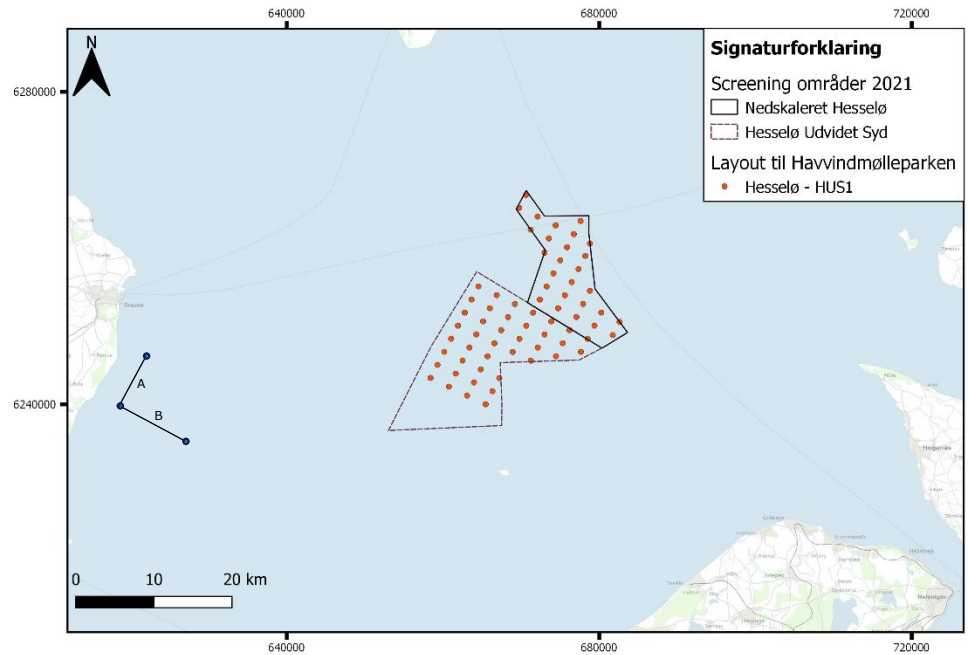 640000 680000 720000
N
Signaturforklaring
Screening områder 2021
Nedskaleret Hesselø
Hesselø Udvidet Syd
Layout til Havvindmølleparken
Hesselø - HUS1
6280000
6240000
A
B
0 10 20 km
Helsingør
640000 680000 720000